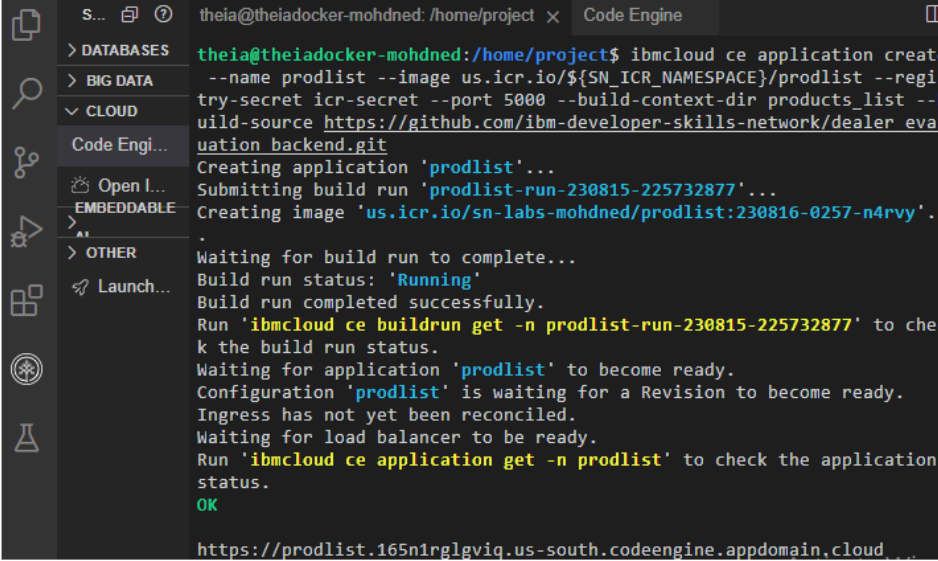 S...
theia@theiadocker-mohdned: /home/project
Code Engine
DATABASES
BIG DATA
CLOUD
Code Engi...
Open I...
EMBEDDABLE
OTHER
Launch...
theia@theiadocker-mohdned:/home/project$ ibmcloud ce application creat
--name prodlist --image us.icr.io/${SN_ICR_NAMESPACE}/prodlist --regi
try-secret icr-secret --port 5000 --build-context-dir products_list --
uild-source https://github.com/ibm-developer-skills-network/dealer_eva
uation_backend.git
Creating application 'prodlist'...
Submitting build run 'prodlist-run-230815-225732877'...
Creating image 'us.icr.io/sn-labs-mohdned/prodlist:230816-0257-n4rvy'.
.
Waiting for build run to complete...
Build run status: 'Running'
Build run completed successfully.
Run 'ibmcloud ce buildrun get -n prodlist-run-230815-225732877' to che
k the build run status.
Waiting for application 'prodlist' to become ready.
Configuration 'prodlist' is waiting for a Revision to become ready.
Ingress has not yet been reconciled.
Waiting for load balancer to be ready.
Run 'ibmcloud ce application get -n prodlist' to check the application
status.
OK
https://prodlist.165n1rglgviq.us-south.codeengine.appdomain.cloud